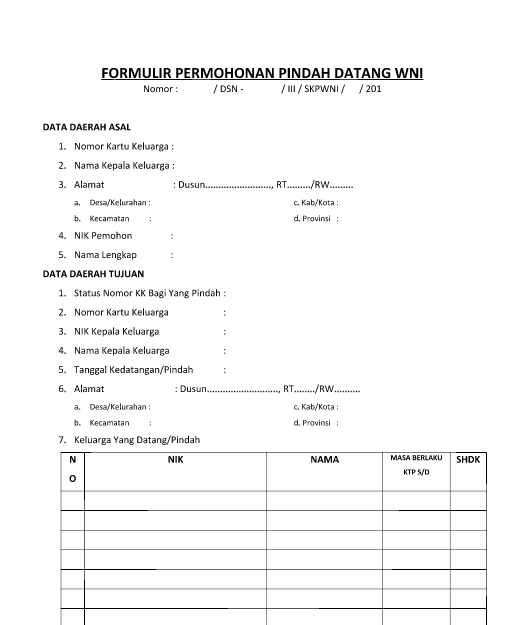 FORMULIR PERMOHONAN PINDAH DATANG WNI
Nomor : / DSN - / III / SKPWNI / / 201
DATA DAERAH ASAL
1. Nomor Kartu Keluarga :
2. Nama Kepala Keluarga :
3. Alamat : Dusun........................., RT........./RW.........
a. Desa/Kelurahan : c. Kab/Kota :
b. Kecamatan : d. Provinsi :
4. NIK Pemohon :
5. Nama Lengkap :
DATA DAERAH TUJUAN
1. Status Nomor KK Bagi Yang Pindah :
2. Nomor Kartu Keluarga :
3. NIK Kepala Keluarga :
4. Nama Kepala Keluarga :
5. Tanggal Kedatangan/Pindah :
6. Alamat : Dusun..........................., RT......../RW..........
a. Desa/Kelurahan : c. Kab/Kota :
b. Kecamatan : d. Provinsi :
7. Keluarga Yang Datang/Pindah
N NIK NAMA MASA BERLAKU SHDK
O KTP S/D